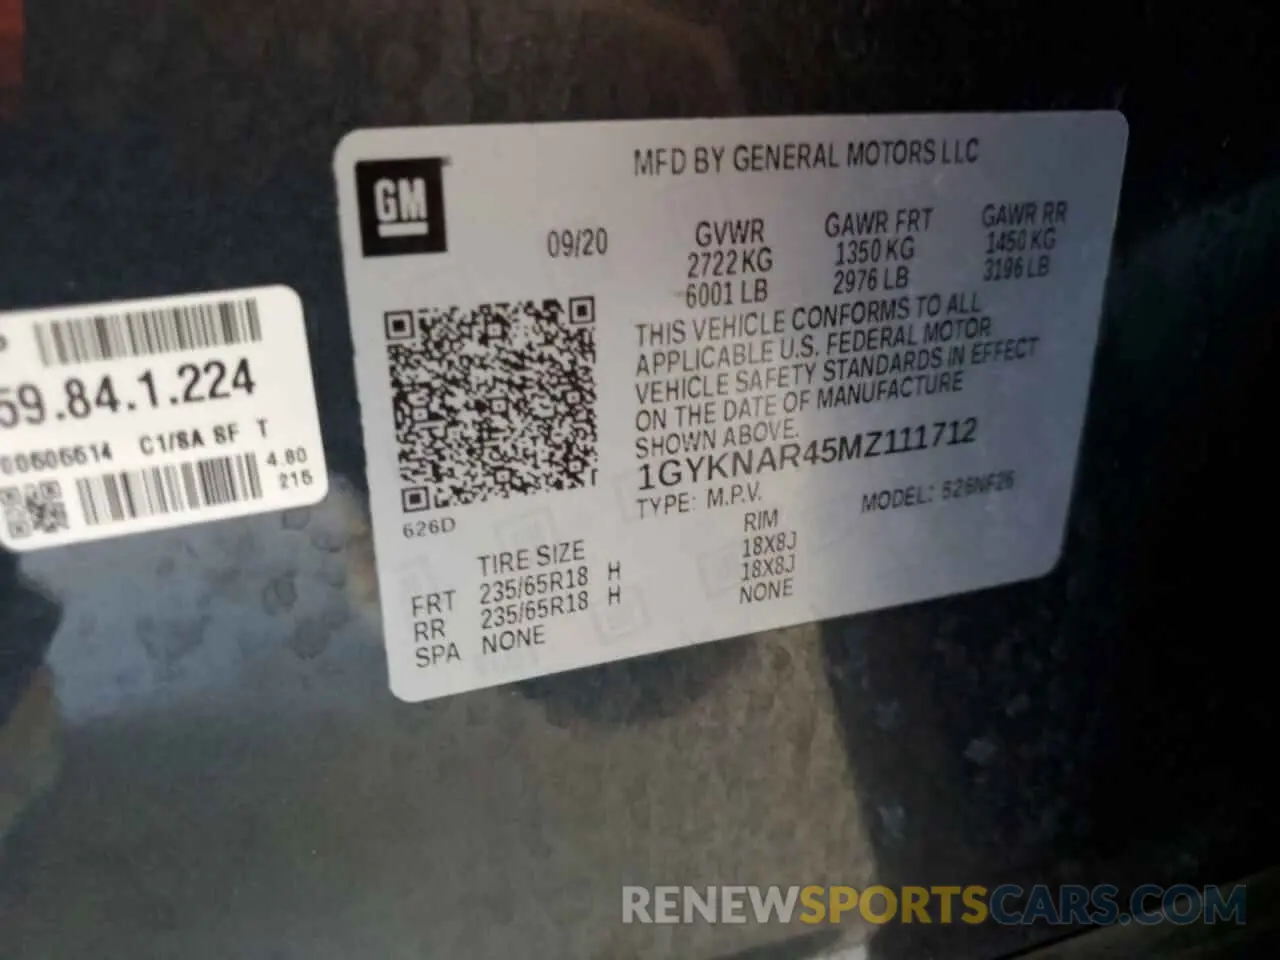 MFD BY GENERAL MOTORS LLC
GM
09/20
GVWR
2722 KG
6001 LB
GAWR FRT
1350 KG
2976 LB
GAWR RR
1450 KG
3196 LB
THIS VEHICLE CONFORMS TO ALL
APPLICABLE U.S. FEDERAL MOTOR
VEHICLE SAFETY STANDARDS IN EFFECT
ON THE DATE OF MANUFACTURE
SHOWN ABOVE.
1GYKNAR45MZ111712
TYPE: M.P.V.
MODEL: 526NF26
626D
TIRE SIZE RIM
FRT 235/65R18 H 18X8J
RR 235/65R18 H 18X8J
SPA NONE NONE
59.84.1.224
C1/SA SF T
4.80
215
RENEWSPORTSCARS.COM